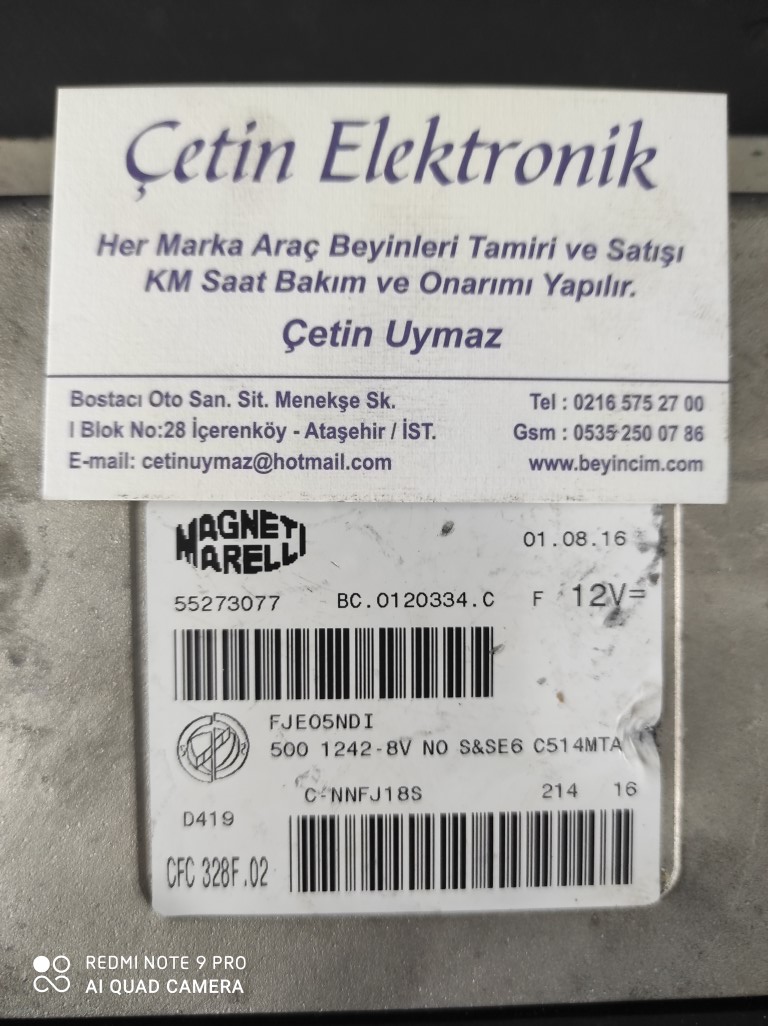 Çetin Elektronik
Her Marka Araç Beyinleri Tamiri ve Satışı
KM Saat Bakım ve Onarımı Yapılır.
Çetin Uymaz
Bostacı Oto San. Sit. Menekşe Sk.
I Blok No:28 İçerenköy - Ataşehir / İST.
E-mail: cetinuymaz@hotmail.com
Tel : 0216 575 27 00
Gsm : 0535 250 07 86
www.beyincim.com
MAGNETI MARELLI
01.08.16
55273077 BC.0120334.C F 12V=
FJE05NDI
500 1242-8V NO S&SE6 C514MTA
C-NNFJ18S 214 16
D419
CFC 328F.02
REDMI NOTE 9 PRO
AI QUAD CAMERA